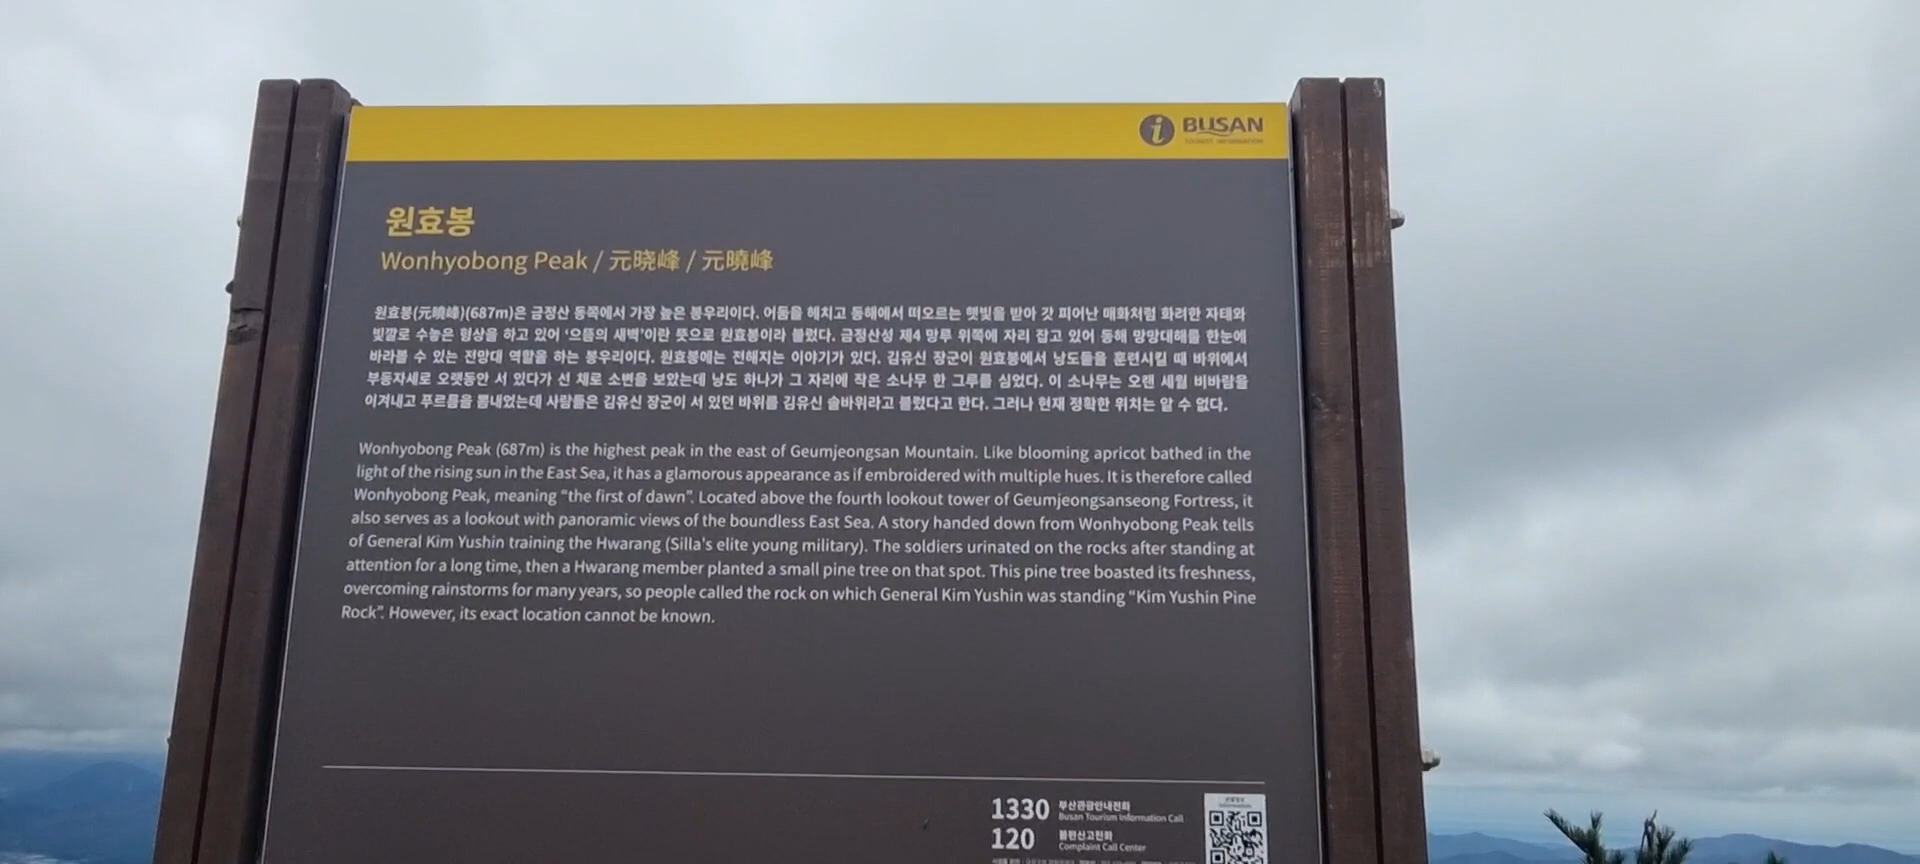 BUSAN
TOURIST INFORMATION
원효봉
Wonhyobong Peak / 元晓峰 / 元曉峰
원효봉(元曉峰)(687m)은 금정산 동쪽에서 가장 높은 봉우리이다. 어둠을 헤치고 동해에서 떠오르는 햇빛을 받아 갓 피어난 매화처럼 화려한 자태와
빛깔로 수놓은 형상을 하고 있어 ‘으뜸의 새벽’이란 뜻으로 원효봉이라 불렀다. 금정산성 제4 망루 위쪽에 자리 잡고 있어 동해 망망대해를 한눈에
바라볼 수 있는 전망대 역할을 하는 봉우리이다. 원효봉에는 전해지는 이야기가 있다. 김유신 장군이 원효봉에서 낭도들을 훈련시킬 때 바위에서
부동자세로 오랫동안 서 있다가 선 채로 소변을 보았는데 낭도 하나가 그 자리에 작은 소나무 한 그루를 심었다. 이 소나무는 오랜 세월 비바람을
이겨내고 푸르름을 뽐내었는데 사람들은 김유신 장군이 서 있던 바위를 김유신 솔바위라고 불렀다고 한다. 그러나 현재 정확한 위치는 알 수 없다.
Wonhyobong Peak (687m) is the highest peak in the east of Geumjeongsan Mountain. Like blooming apricot bathed in the
light of the rising sun in the East Sea, it has a glamorous appearance as if embroidered with multiple hues. It is therefore called
Wonhyobong Peak, meaning “the first of dawn”. Located above the fourth lookout tower of Geumjeongsanseong Fortress, it
also serves as a lookout with panoramic views of the boundless East Sea. A story handed down from Wonhyobong Peak tells
of General Kim Yushin training the Hwarang (Silla's elite young military). The soldiers urinated on the rocks after standing at
attention for a long time, then a Hwarang member planted a small pine tree on that spot. This pine tree boasted its freshness,
overcoming rainstorms for many years, so people called the rock on which General Kim Yushin was standing “Kim Yushin Pine
Rock”. However, its exact location cannot be known.
1330 부산관광안내전화
Busan Tourism Information Call
120 불편신고전화
Complaint Call Center
Information